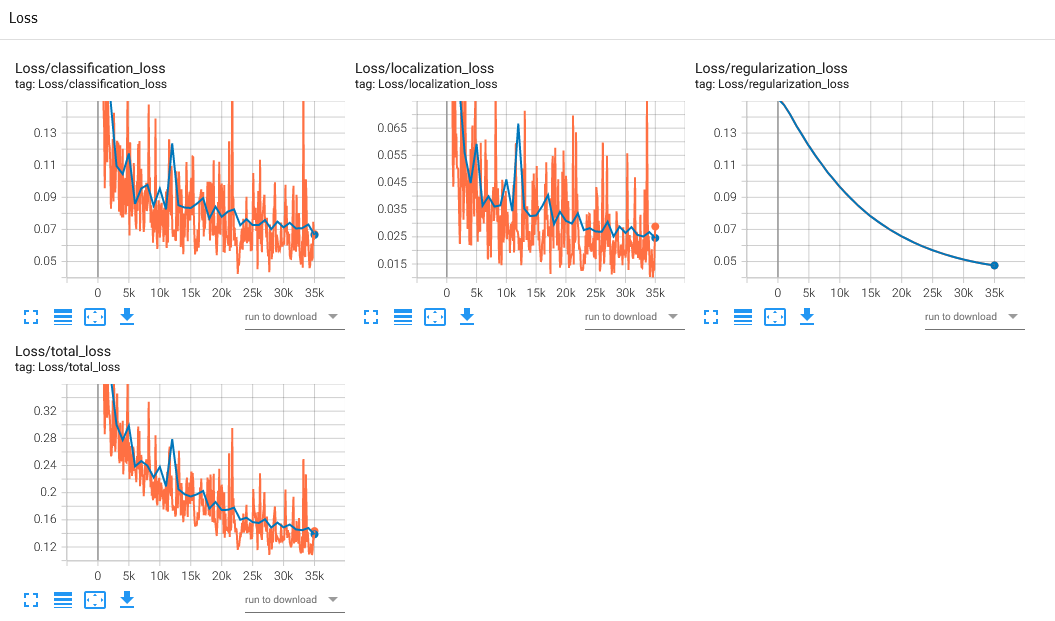 Loss
Loss/classification_loss
tag: Loss/classification_loss
0.13
0.11
0.09
0.07
0.05
0 5k 10k 15k 20k 25k 30k 35k
run to download
Loss/localization_loss
tag: Loss/localization_loss
0.065
0.055
0.045
0.035
0.025
0.015
0 5k 10k 15k 20k 25k 30k 35k
run to download
Loss/regularization_loss
tag: Loss/regularization_loss
0.13
0.11
0.09
0.07
0.05
0 5k 10k 15k 20k 25k 30k 35k
run to download
Loss/total_loss
tag: Loss/total_loss
0.32
0.28
0.24
0.2
0.16
0.12
0 5k 10k 15k 20k 25k 30k 35k
run to download